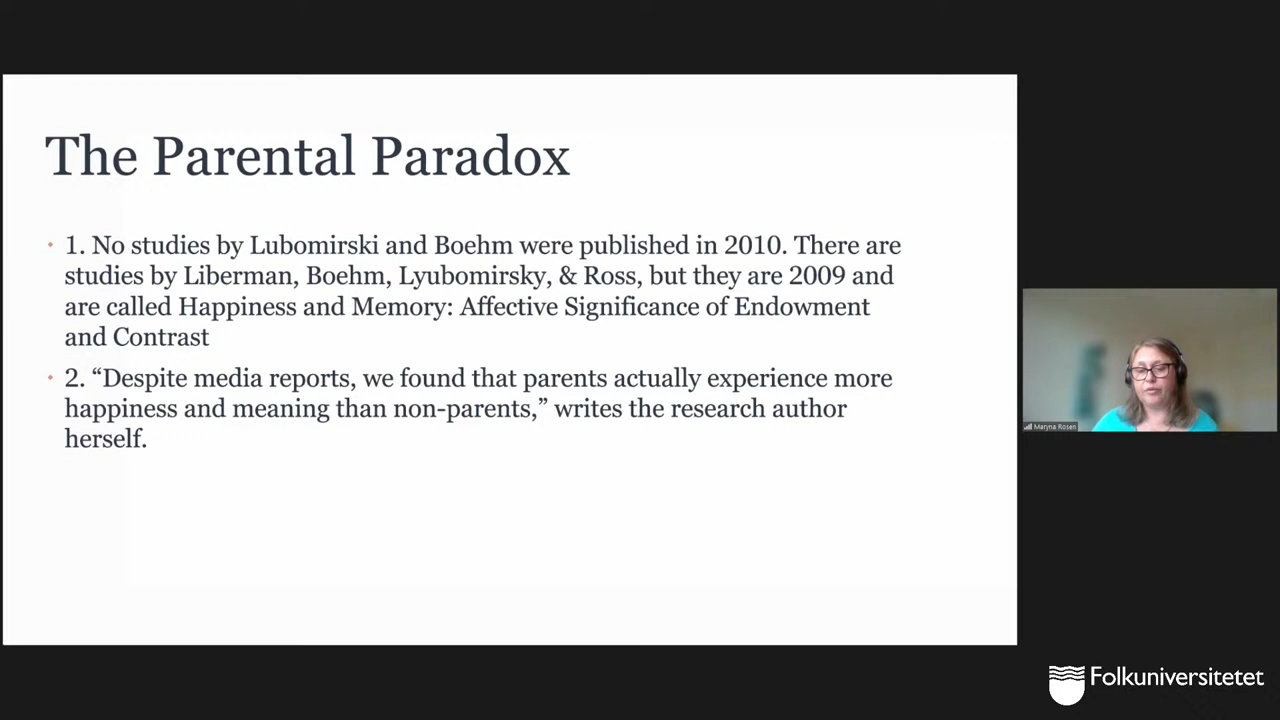 The Parental Paradox
1. No studies by Lubomirski and Boehm were published in 2010. There are
studies by Liberman, Boehm, Lyubomirsky, & Ross, but they are 2009 and
are called Happiness and Memory: Affective Significance of Endowment
and Contrast
2. “Despite media reports, we found that parents actually experience more
happiness and meaning than non-parents,” writes the research author
herself.
Maryna Rosen
Folkuniversitetet